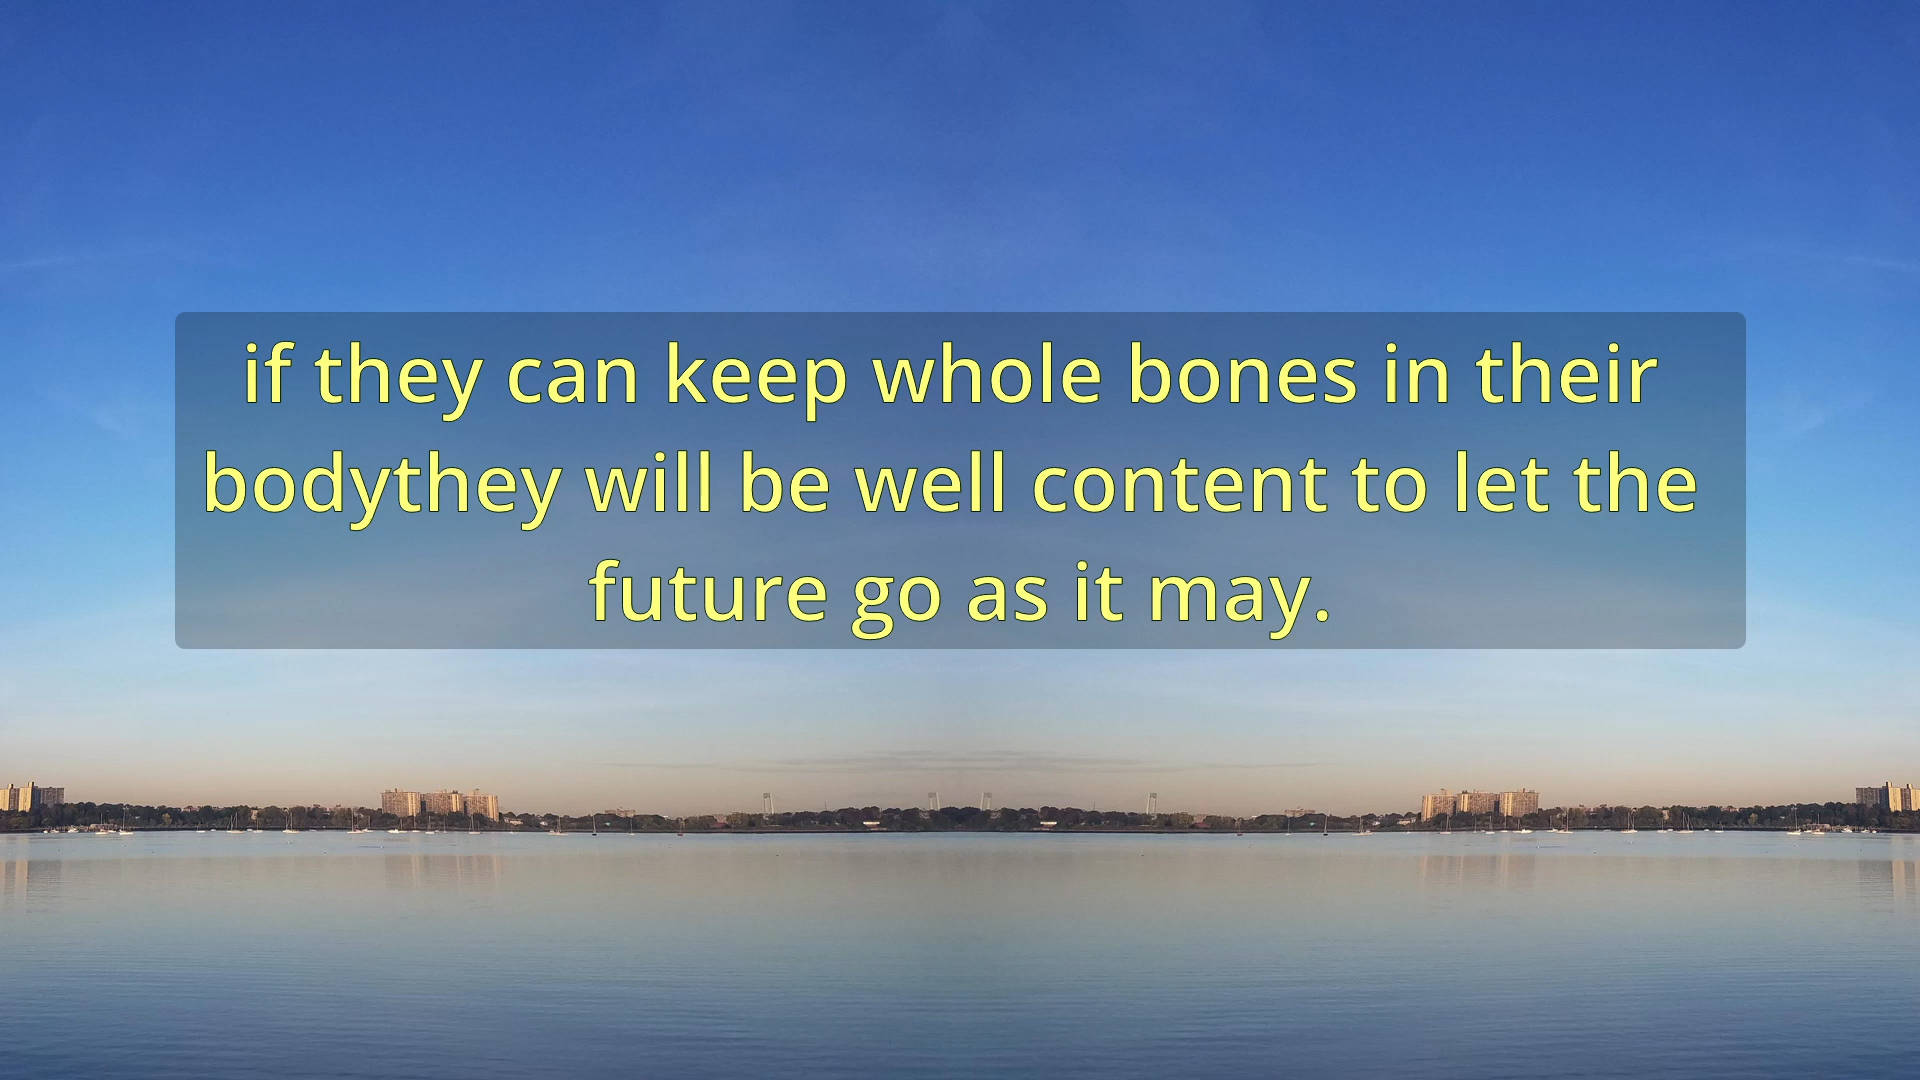 if they can keep whole bones in their
bodythey will be well content to let the
future go as it may.